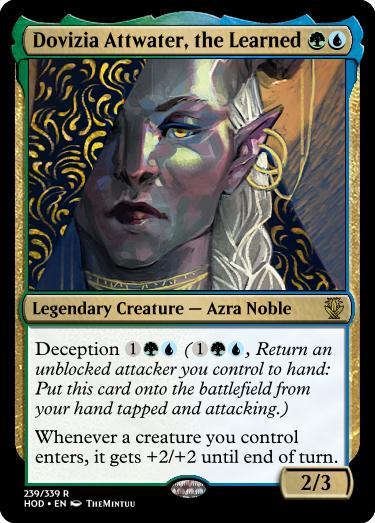 Dovizia Attwater, the Learned
Legendary Creature — Azra Noble
Deception 1 (1, Return an
unblocked attacker you control to hand:
Put this card onto the battlefield from
your hand tapped and attacking.)
Whenever a creature you control
enters, it gets +2/+2 until end of turn.
2/3
239/339 R
HOD • EN TheMintuu